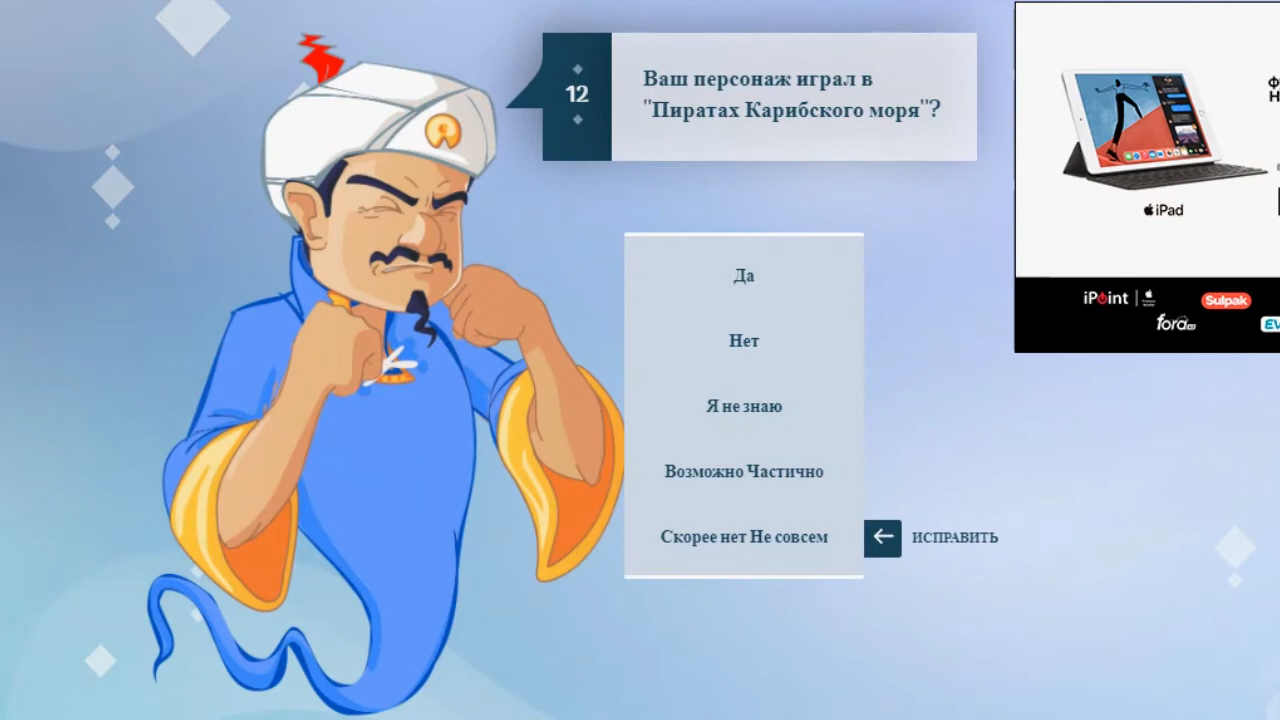 12
Ваш персонаж играл в
"Пиратах Карибского моря"?
Да
Нет
Я не знаю
Возможно Частично
Скорее нет Не совсем
ИСПРАВИТЬ
iPad
iPoint
Sulpak
fora
EV